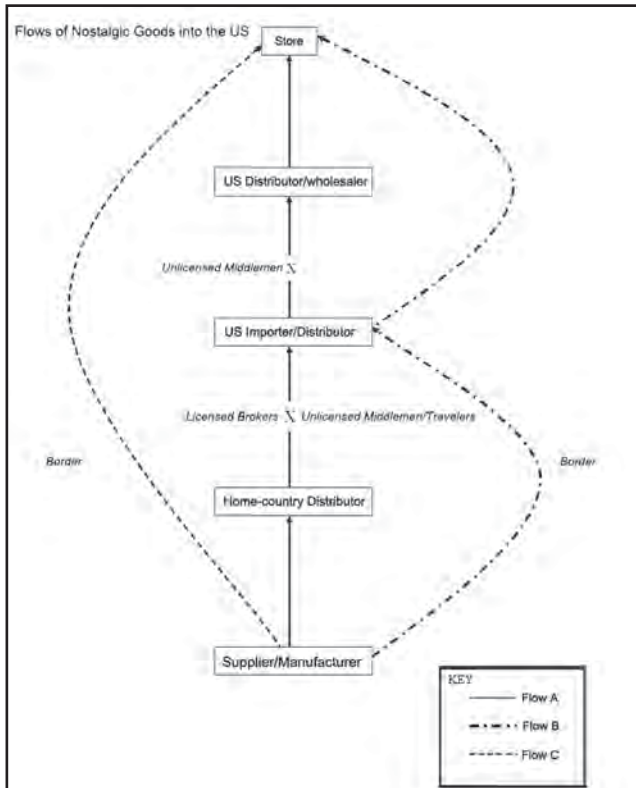 Flows of Nostalgic Goods into the US
Store
US Distributor/wholesaler
Unlicensed Middlemen X
US Importer/Distributor
Licensed Brokers X Unlicensed Middlemen/Travelers
Border
Border
Home-country Distributor
Supplier/Manufacturer
KEY
Flow A
Flow B
Flow C